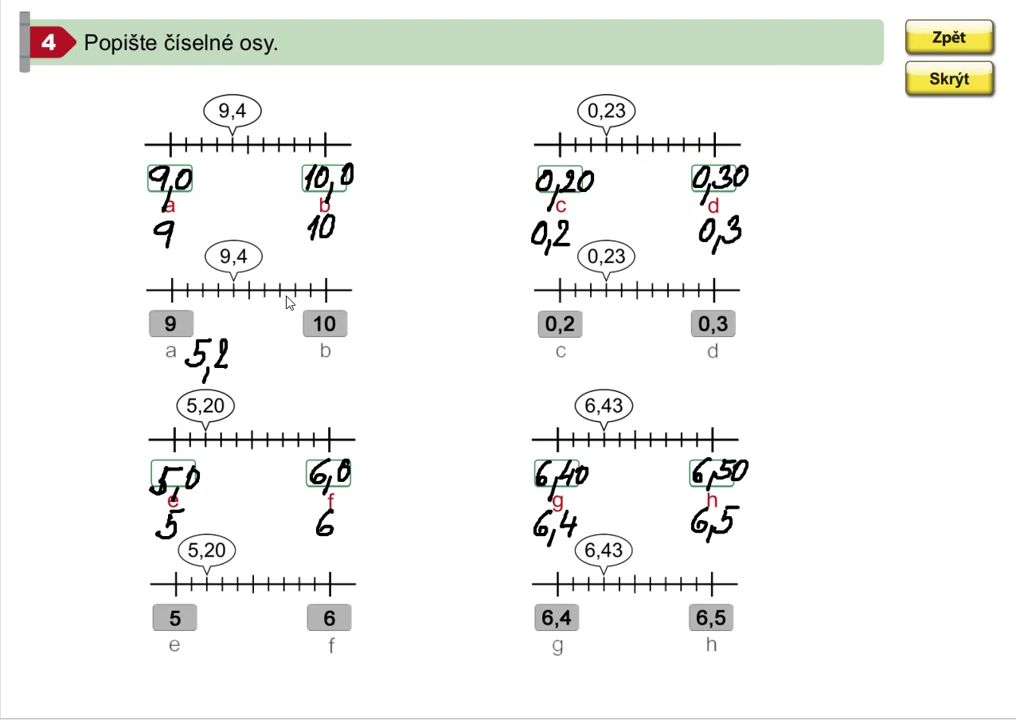 4 Popište číselné osy.
Zpět
Skrýt
9,4
9,0 10,0
a b
9 10
9,4
9 10
a b
0,23
0,20 0,30
c d
0,2 0,3
0,23
0,2 0,3
c d
5,2
5,20
5,0 6,0
e f
5 6
5,20
5 6
e f
6,43
6,40 6,50
g h
6,4 6,5
6,43
6,4 6,5
g h